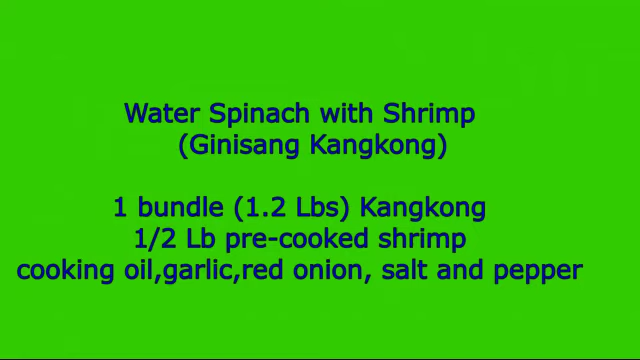 Water Spinach with Shrimp
(Ginisang Kangkong)
1 bundle (1.2 Lbs) Kangkong
1/2 Lb pre-cooked shrimp
cooking oil,garlic,red onion, salt and pepper